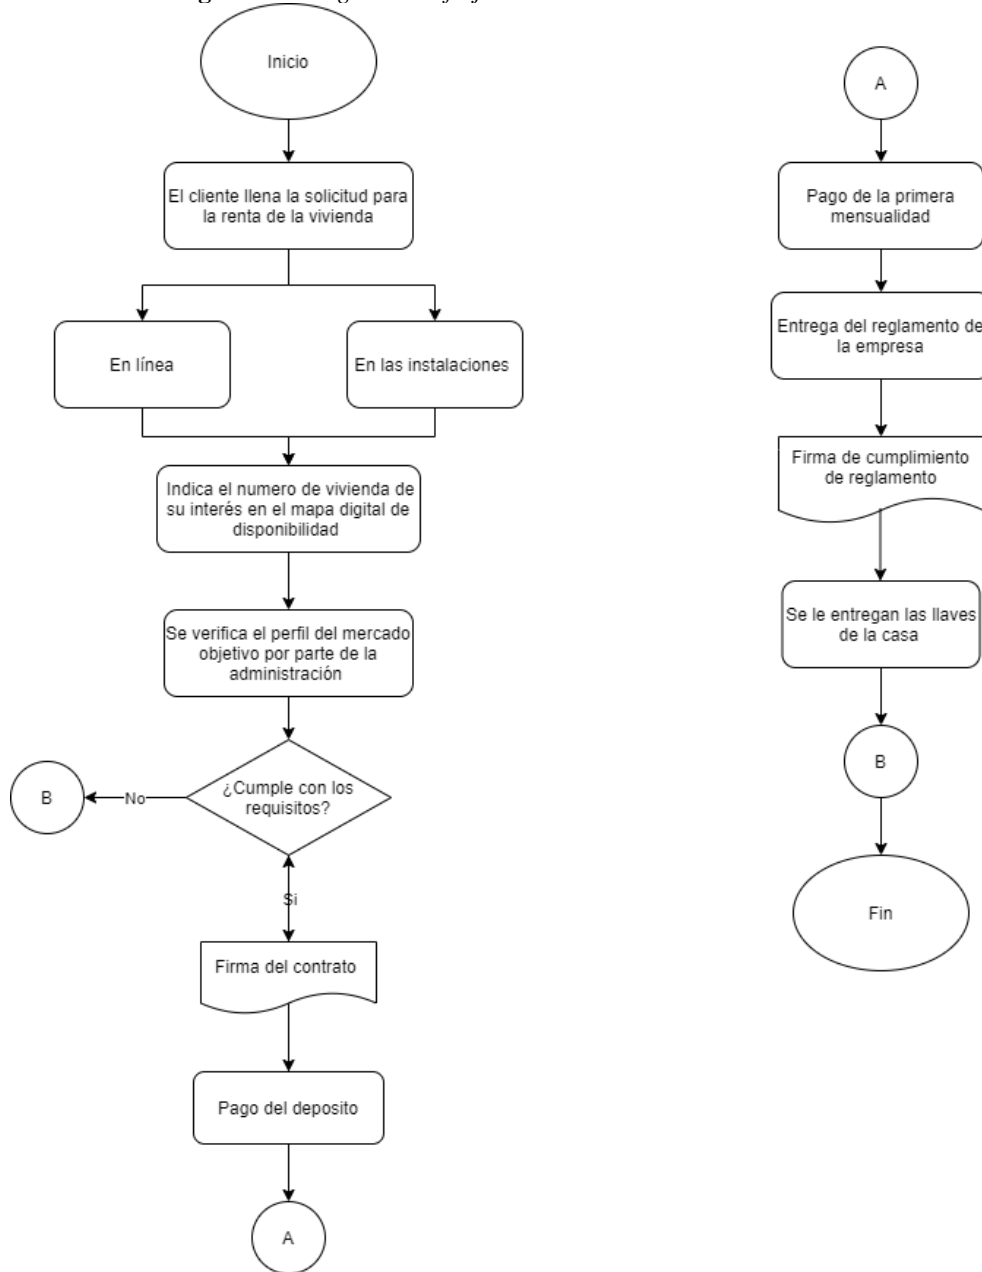 Inicio
El cliente llena la solicitud para
la renta de la vivienda
En línea
En las instalaciones
Indica el numero de vivienda de
su interés en el mapa digital de
disponibilidad
Se verifica el perfil del mercado
objetivo por parte de la
administración
¿Cumple con los
requisitos?
No
B
Si
Firma del contrato
Pago del deposito
A
A
Pago de la primera
mensualidad
Entrega del reglamento de
la empresa
Firma de cumplimiento
de reglamento
Se le entregan las llaves
de la casa
B
Fin